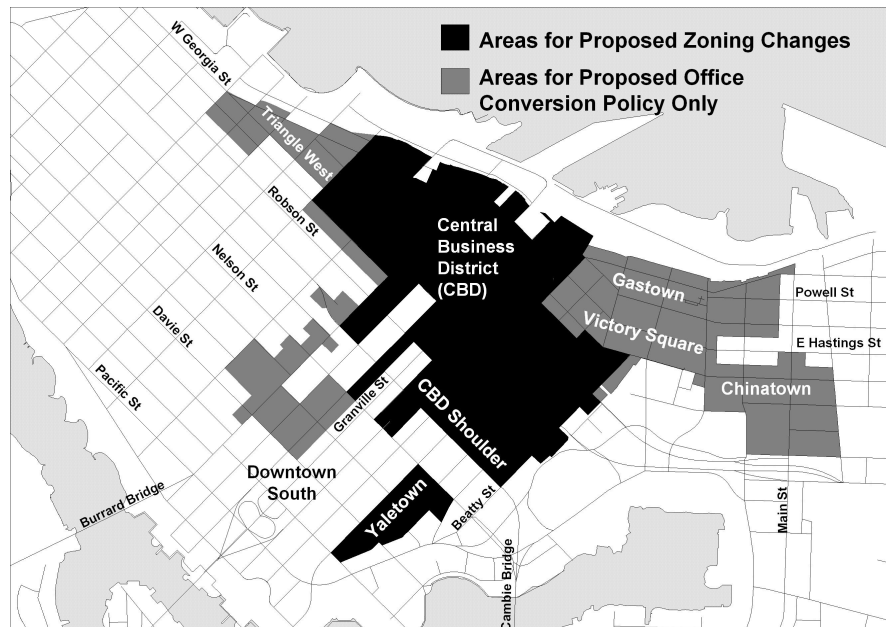 Areas for Proposed Zoning Changes
Areas for Proposed Office
Conversion Policy Only
W Georgia St
Triangle West
Robson St
Central
Business
District
(CBD)
Nelson St
Gastown
Powell St
Davie St
Victory Square
E Hastings St
Pacific St
Granville St
CBD Shoulder
Chinatown
Downtown
South
Burrard Bridge
Yaletown
Beatty St
Main St
Cambie Bridge